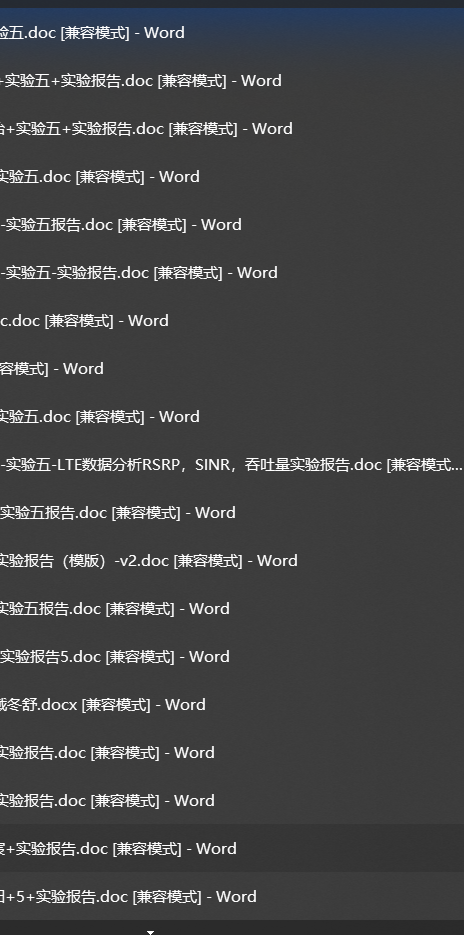 验五.doc [兼容模式] - Word
+实验五+实验报告.doc [兼容模式] - Word
+实验五+实验报告.doc [兼容模式] - Word
实验五.doc [兼容模式] - Word
-实验五报告.doc [兼容模式] - Word
-实验五-实验报告.doc [兼容模式] - Word
c.doc [兼容模式] - Word
容模式] - Word
实验五.doc [兼容模式] - Word
-实验五-LTE数据分析RSRP，SINR，吞吐量实验报告.doc [兼容模式...
实验五报告.doc [兼容模式] - Word
实验报告（模版）-v2.doc [兼容模式] - Word
实验五报告.doc [兼容模式] - Word
实验报告5.doc [兼容模式] - Word
冬舒.docx [兼容模式] - Word
实验报告.doc [兼容模式] - Word
实验报告.doc [兼容模式] - Word
+实验报告.doc [兼容模式] - Word
+5+实验报告.doc [兼容模式] - Word